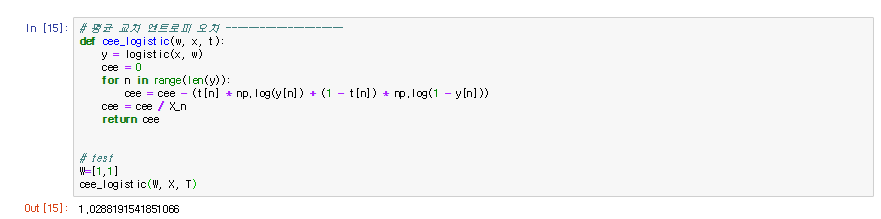 In [15]: # 평균 교차 엔트로피 오차 ---------------------
def cee_logistic(w, x, t):
    y = logistic(x, w)
    cee = 0
    for n in range(len(y)):
        cee = cee - (t[n] * np.log(y[n]) + (1 - t[n]) * np.log(1 - y[n]))
    cee = cee / X_n
    return cee
# test
W=[1,1]
cee_logistic(W, X, T)
Out[15]: 1.0288191541851066